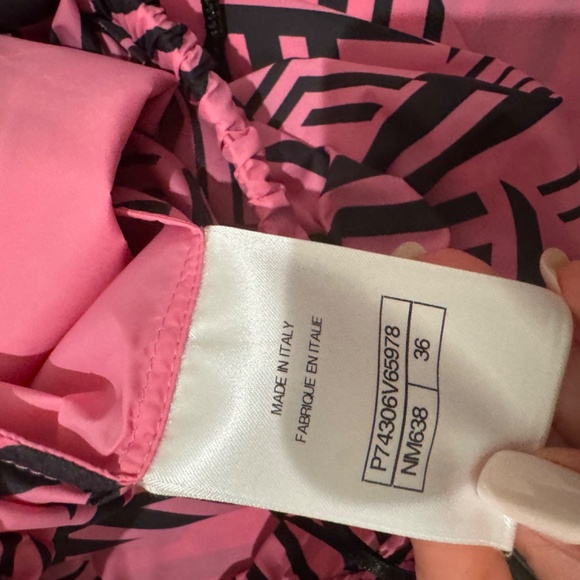 MADE IN ITALY
FABRIQUE EN ITALIE
P74306V65978
NM638 36